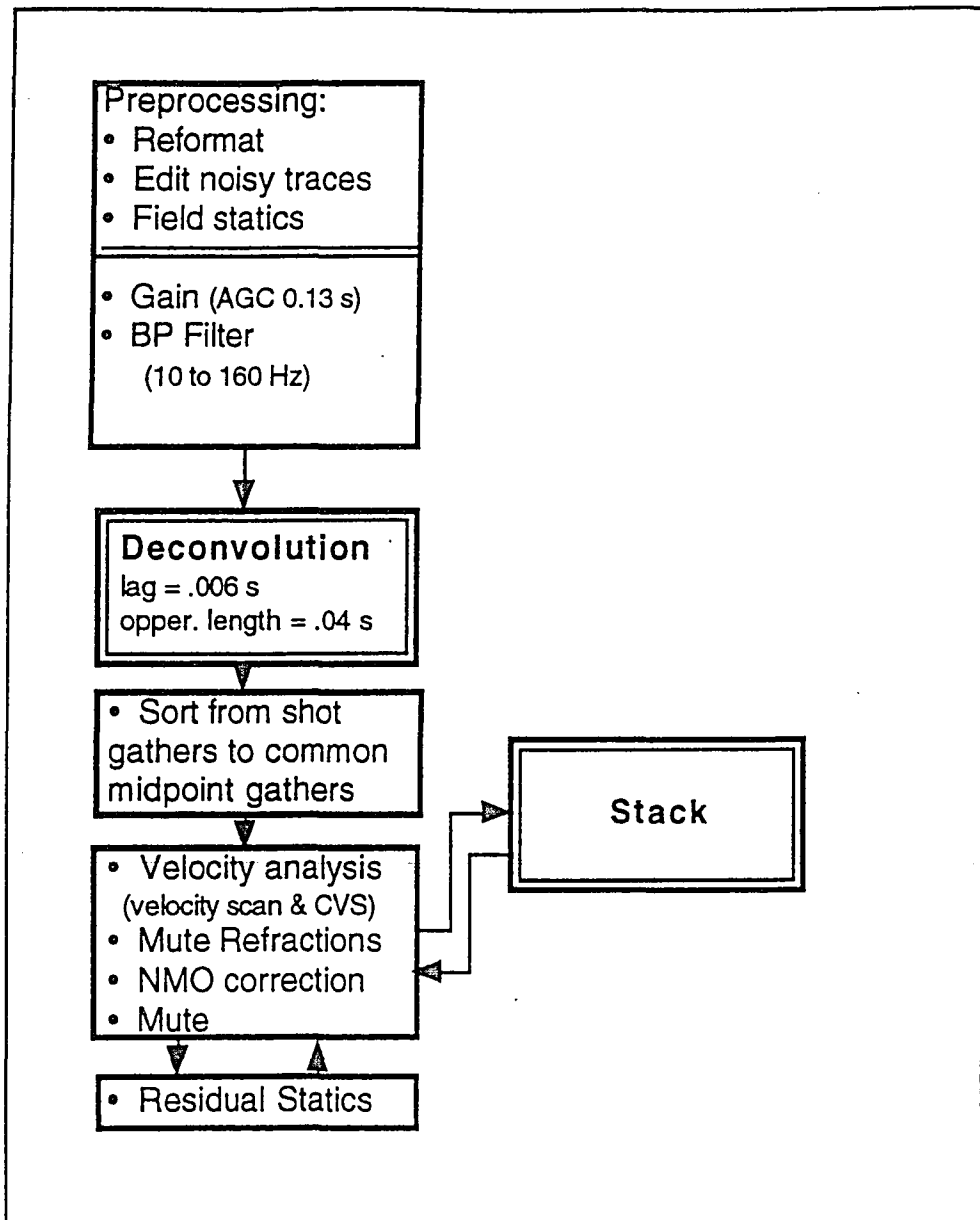 Preprocessing:
• Reformat
• Edit noisy traces
• Field statics
• Gain (AGC 0.13 s)
• BP Filter
(10 to 160 Hz)
Deconvolution
lag = .006 s
opper. length = .04 s
• Sort from shot
gathers to common
midpoint gathers
• Velocity analysis
(velocity scan & CVS)
• Mute Refractions
• NMO correction
• Mute
• Residual Statics
Stack